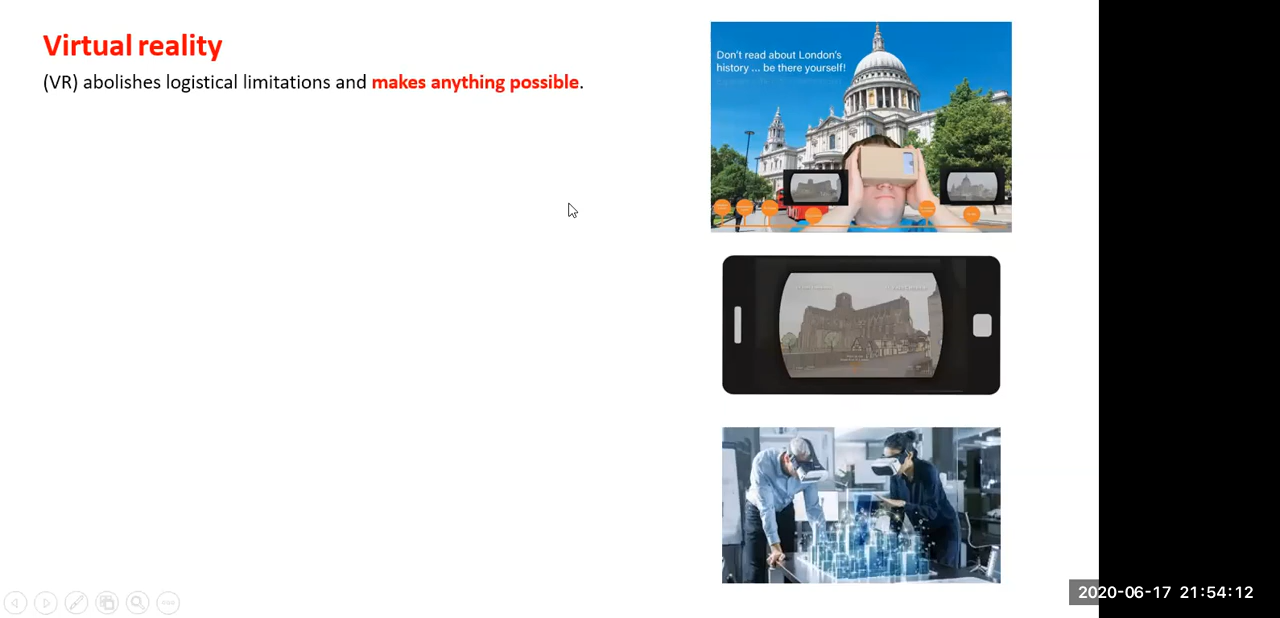 Virtual reality
(VR) abolishes logistical limitations and makes anything possible.
Don't read about London's
history ... be there yourself!
2020-06-17 21:54:12